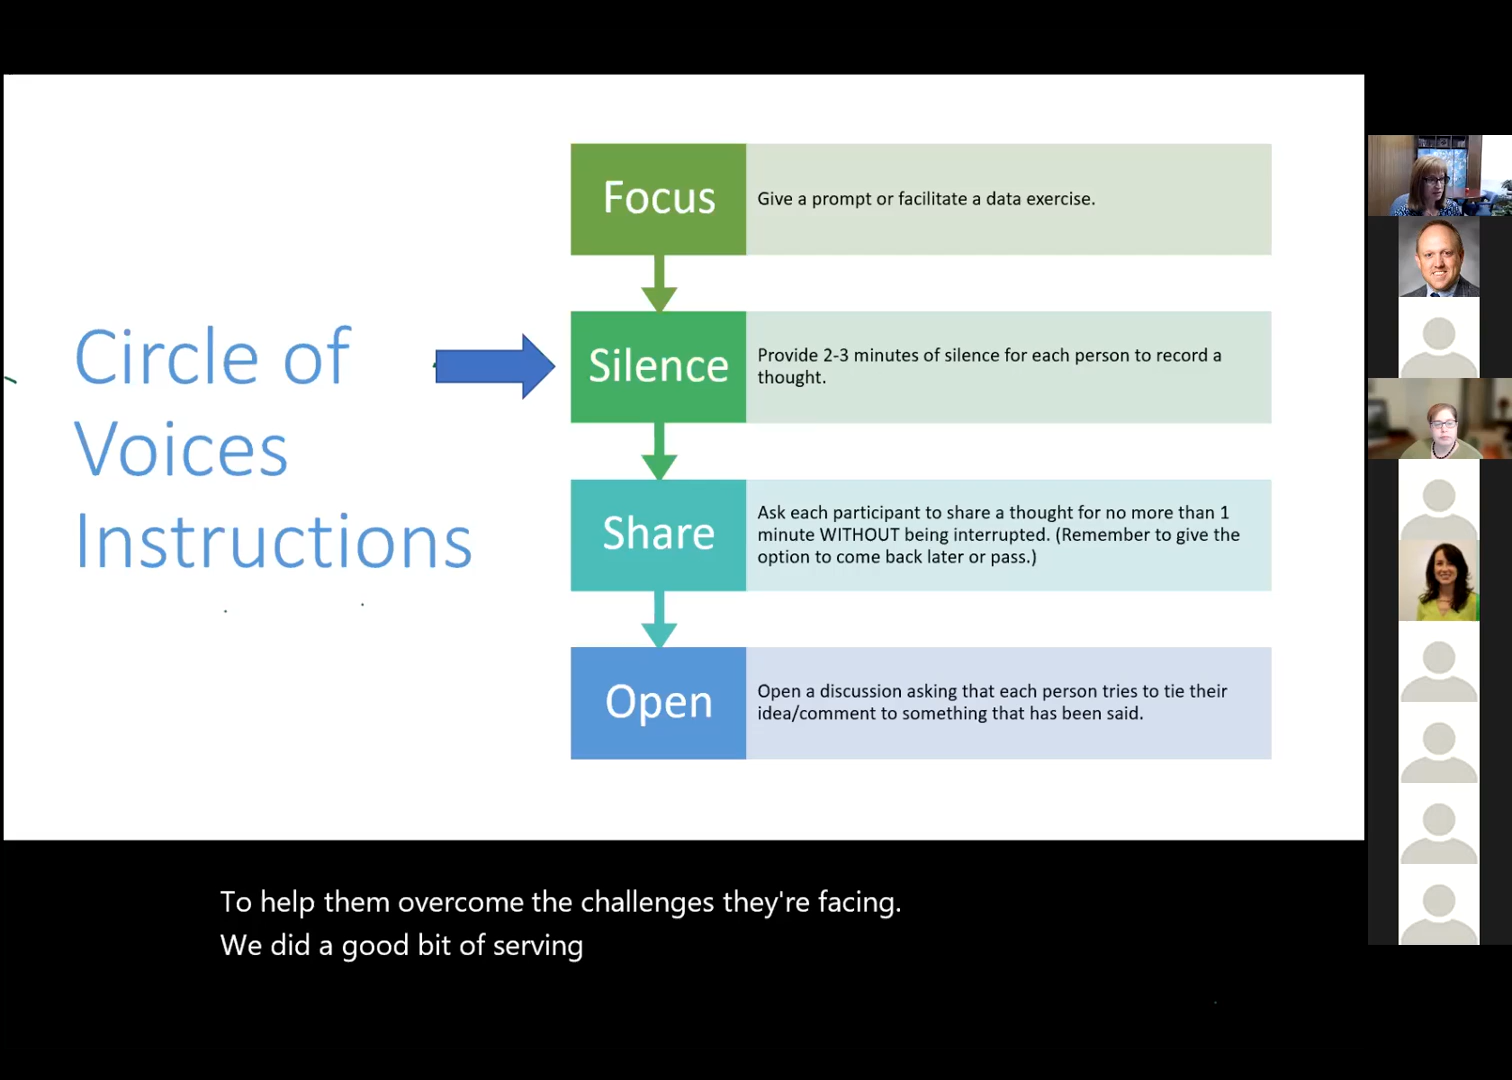 Circle of
Voices
Instructions
Focus
Give a prompt or facilitate a data exercise.
Silence
Provide 2-3 minutes of silence for each person to record a
thought.
Share
Ask each participant to share a thought for no more than 1
minute WITHOUT being interrupted. (Remember to give the
option to come back later or pass.)
Open
Open a discussion asking that each person tries to tie their
idea/comment to something that has been said.
To help them overcome the challenges they're facing.
We did a good bit of serving